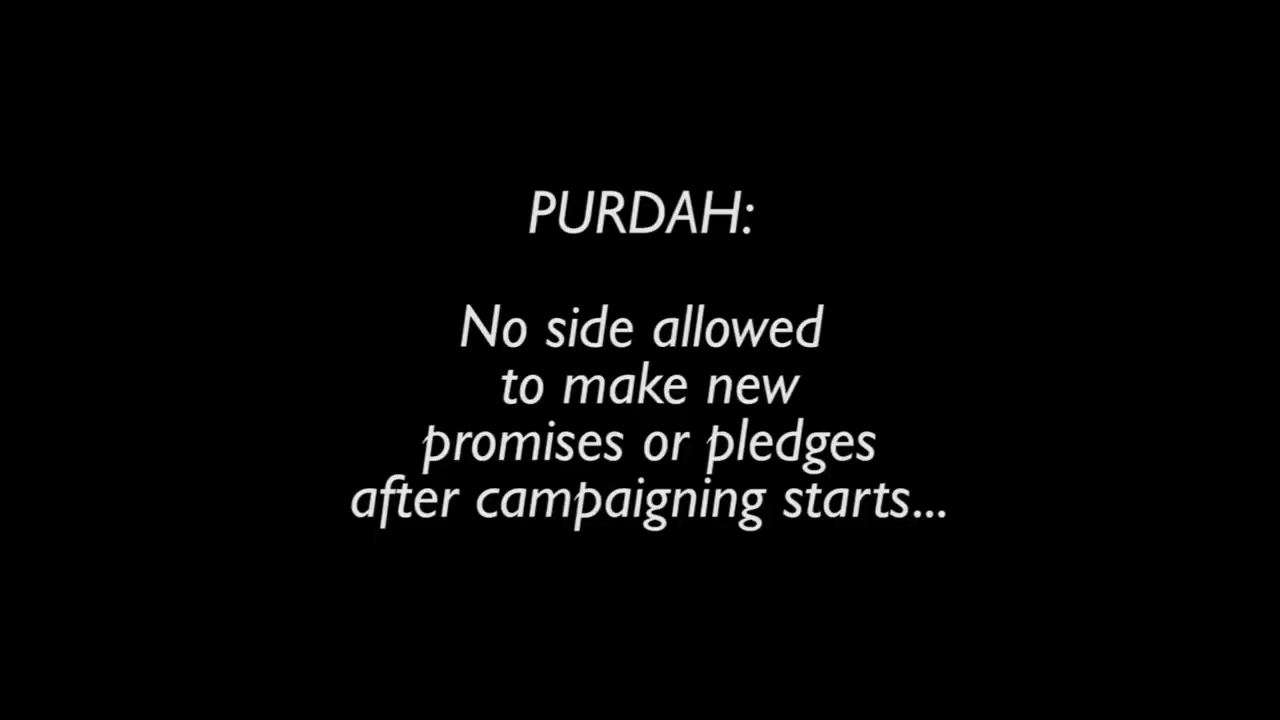 PURDAH:
No side allowed
to make new
promises or pledges
after campaigning starts...